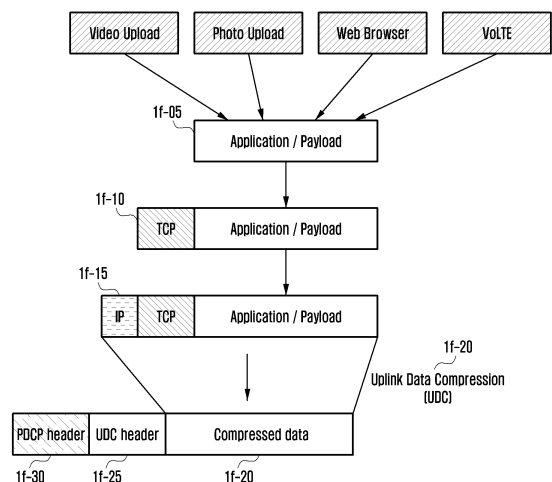 Video Upload
Photo Upload
Web Browser
VoLTE
1f-05
Application / Payload
1f-10
TCP
Application / Payload
1f-15
IP
TCP
Application / Payload
1f-20
Uplink Data Compression
(UDC)
PDCP header
UDC header
Compressed data
1f-30
1f-25
1f-20